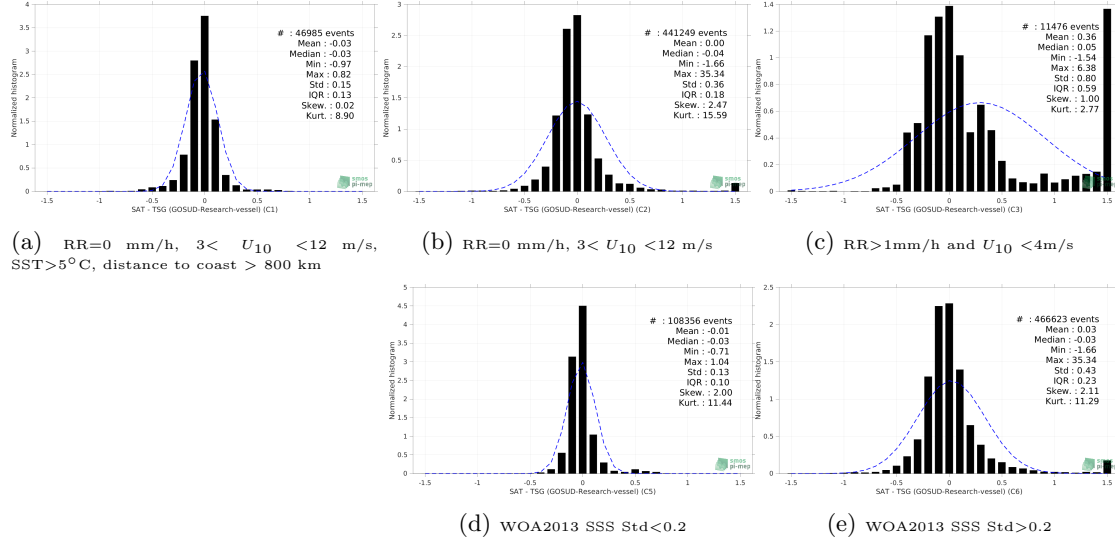 4
3.5
3
2.5
2
1.5
1
0.5
0
Normalized histogram
# : 46985 events
Mean : -0.03
Median : -0.03
Min : -0.97
Max : 0.82
Std : 0.15
IQR : 0.13
Skew. : 0.02
Kurt. : 8.90
smos
pi-mep
-1.5 -1 -0.5 0 0.5 1 1.5
SAT - TSG (GOSUD-Research-vessel) (C1)
(a) RR=0 mm/h, 3< U10 <12 m/s,
SST>5°C, distance to coast > 800 km
3
2.5
2
1.5
1
0.5
0
Normalized histogram
# : 441249 events
Mean : 0.00
Median : -0.04
Min : -1.66
Max : 35.34
Std : 0.36
IQR : 0.18
Skew. : 2.47
Kurt. : 15.59
smos
pi-mep
-1.5 -1 -0.5 0 0.5 1 1.5
SAT - TSG (GOSUD-Research-vessel) (C2)
(b) RR=0 mm/h, 3< U10 <12 m/s
1.4
1.2
1
0.8
0.6
0.4
0.2
0
Normalized histogram
# : 11476 events
Mean : 0.36
Median : 0.05
Min : -1.54
Max : 6.38
Std : 0.80
IQR : 0.59
Skew. : 1.00
Kurt. : 2.77
smos
pi-mep
-1.5 -1 -0.5 0 0.5 1 1.5
SAT - TSG (GOSUD-Research-vessel) (C3)
(c) RR>1mm/h and U10 <4m/s
5
4.5
4
3.5
3
2.5
2
1.5
1
0.5
0
Normalized histogram
# : 108356 events
Mean : -0.01
Median : -0.03
Min : -0.71
Max : 1.04
Std : 0.13
IQR : 0.10
Skew. : 2.00
Kurt. : 11.44
smos
pi-mep
-1.5 -1 -0.5 0 0.5 1 1.5
SAT - TSG (GOSUD-Research-vessel) (C5)
(d) WOA2013 SSS Std<0.2
2.5
2
1.5
1
0.5
0
Normalized histogram
# : 466623 events
Mean : 0.03
Median : -0.03
Min : -1.66
Max : 35.34
Std : 0.43
IQR : 0.23
Skew. : 2.11
Kurt. : 11.29
smos
pi-mep
-1.5 -1 -0.5 0 0.5 1 1.5
SAT - TSG (GOSUD-Research-vessel) (C6)
(e) WOA2013 SSS Std>0.2